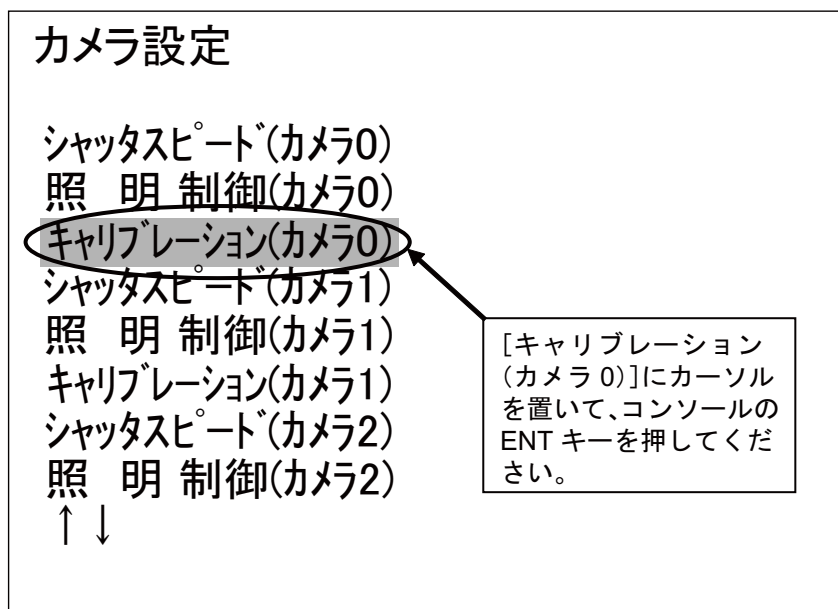 カメラ設定
シャッタスピード(カメラ0)
照 明 制御(カメラ0)
キャリブレーション(カメラ0)
シャッタスピード(カメラ1)
照 明 制御(カメラ1)
キャリブレーション(カメラ1)
シャッタスピード(カメラ2)
照 明 制御(カメラ2)
↑↓
[キャリブレーション
(カメラ 0)]にカーソル
を置いて、コンソールの
ENT キーを押してくだ
さい。